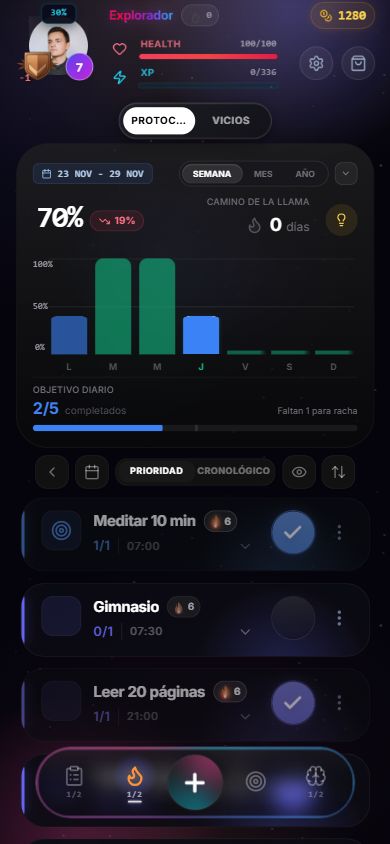 30%
Explorador
0
1280
HEALTH 100/100
XP 0/336
-1
7
PROTOC...
VICIOS
23 NOV - 29 NOV
SEMANA
MES
AÑO
70%
19%
CAMINO DE LA LLAMA
0 días
100%
50%
0%
L M M J V S D
OBJETIVO DIARIO
2/5 completados
Faltan 1 para racha
PRIORIDAD
CRONOLÓGICO
Meditar 10 min
6
1/1
07:00
Gimnasio
6
0/1
07:30
Leer 20 páginas
6
1/1
21:00
1/2
1/2
1/2